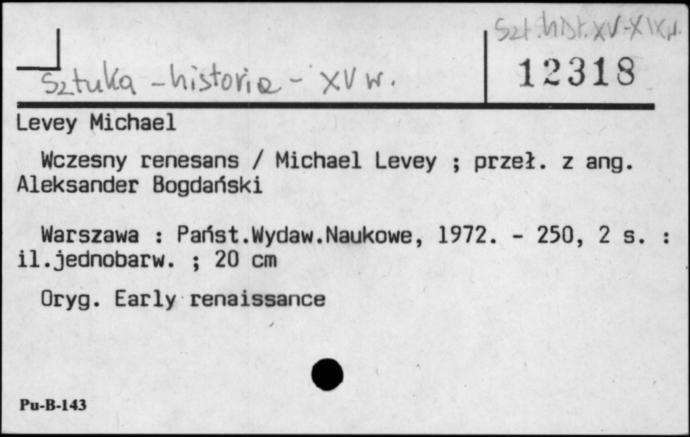 Szt. hist. XV-XIX w.
12318
Sztuka - historia - XV w.
Levey Michael
Wczesny renesans / Michael Levey ; przeł. z ang.
Aleksander Bogdański
Warszawa : Państ.Wydaw.Naukowe, 1972. - 250, 2 s. :
il.jednobarw. ; 20 cm
Oryg. Early renaissance
Pu-B-143